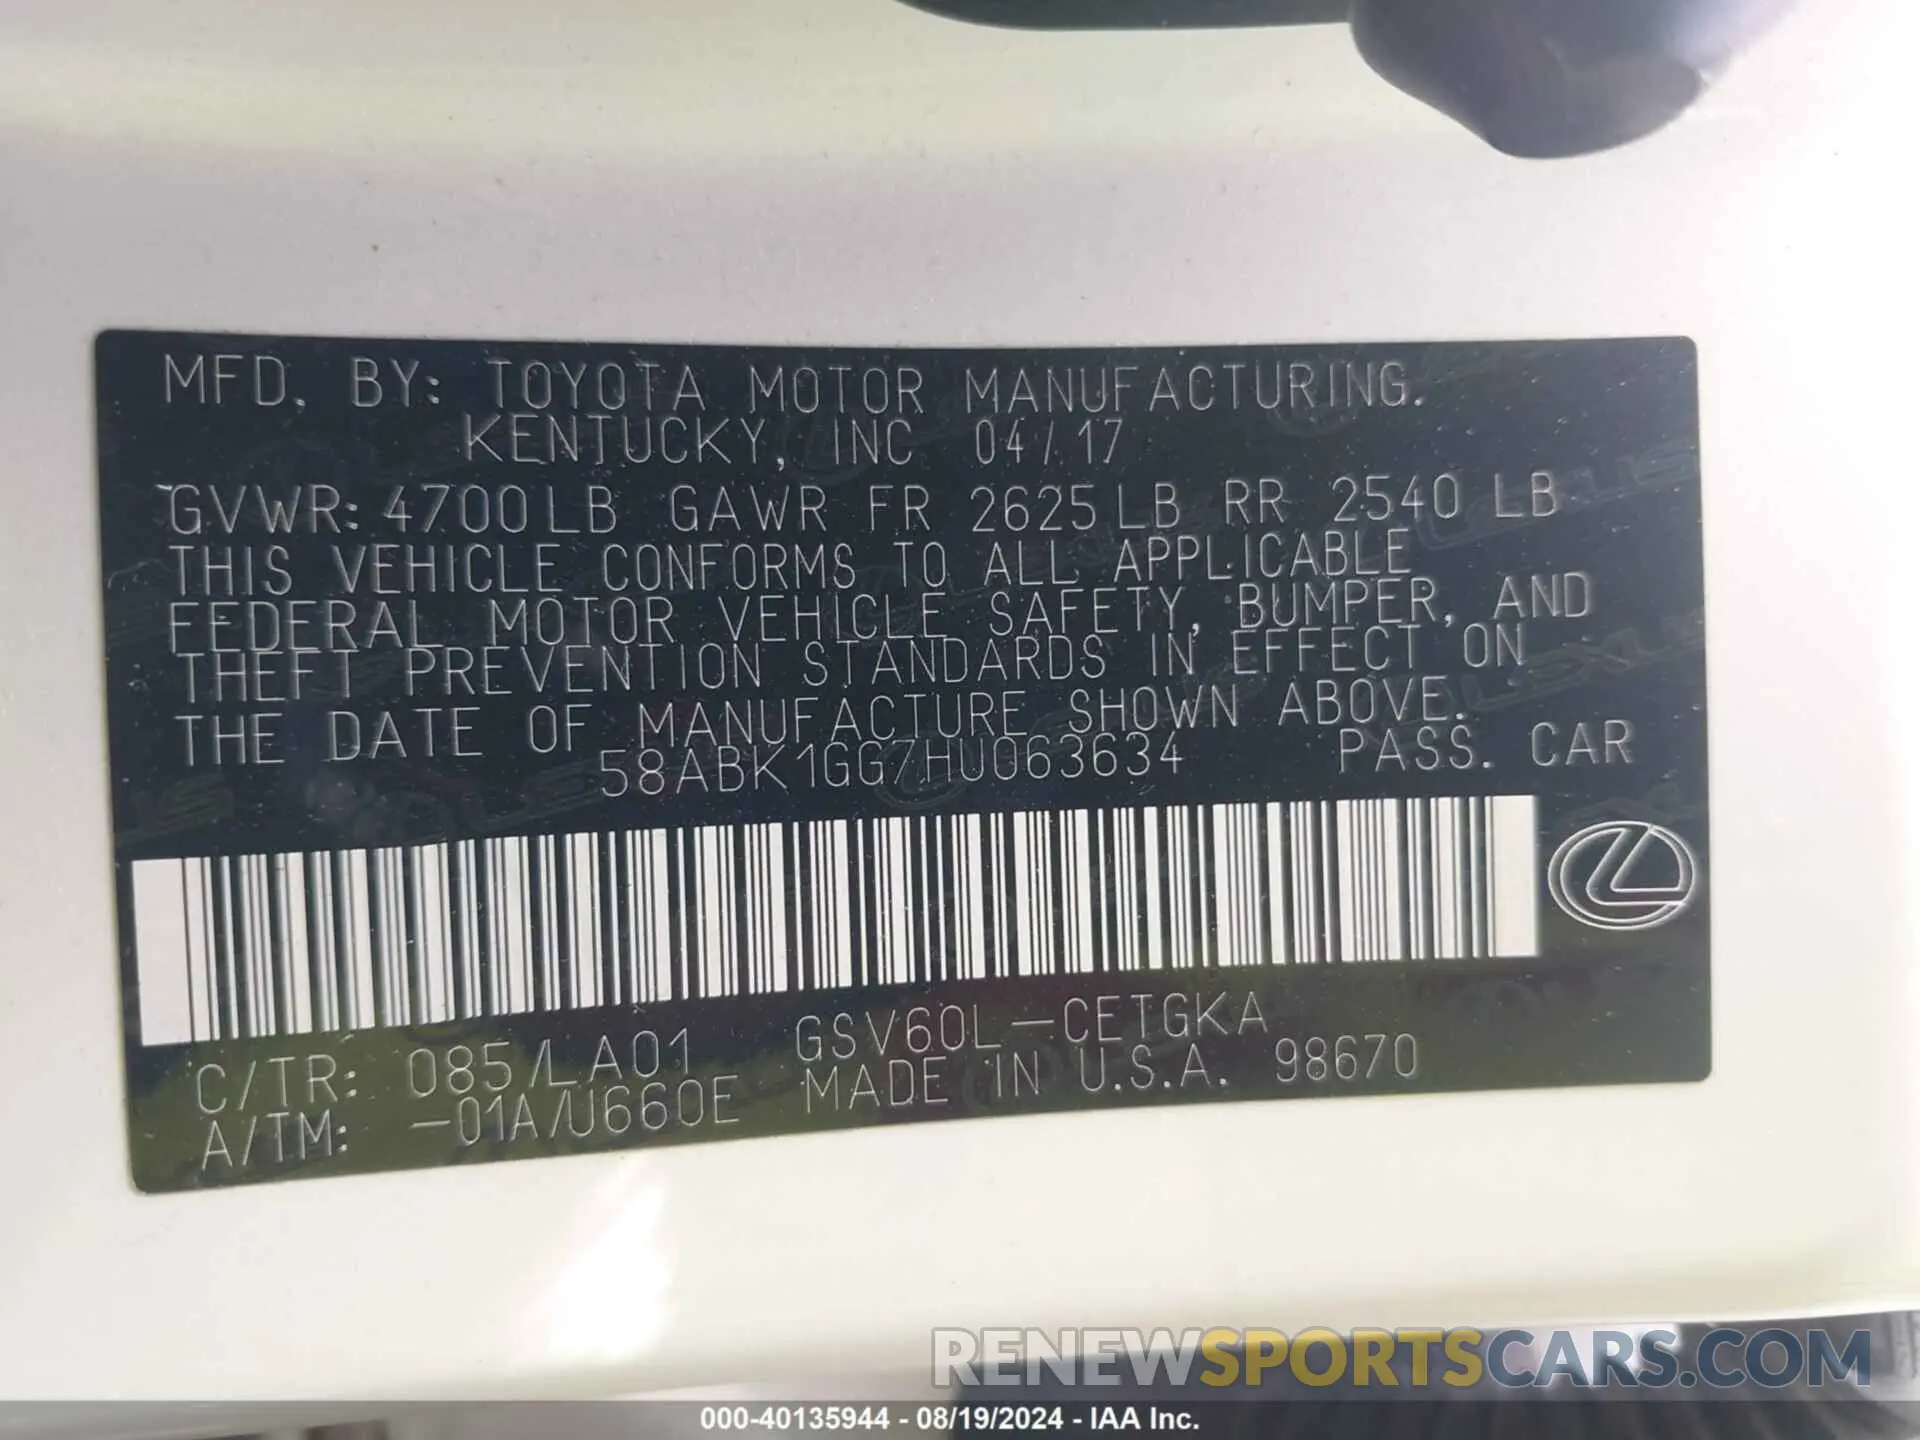 MFD. BY: TOYOTA MOTOR MANUFACTURING.
KENTUCKY, INC 04/17
GVWR: 4700LB GAWR FR 2625LB RR 2540 LB
THIS VEHICLE CONFORMS TO ALL APPLICABLE
FEDERAL MOTOR VEHICLE SAFETY, BUMPER, AND
THEFT PREVENTION STANDARDS IN EFFECT ON
THE DATE OF MANUFACTURE SHOWN ABOVE.
58ABK1GG7HU063634 PASS. CAR
C/TR: 085/LA01 GSV60L-CETGKA
A/TM: -01A/U660E MADE IN U.S.A. 98670
RENEWSPORTSCARS.COM
000-40135944 - 08/19/2024 - IAA Inc.